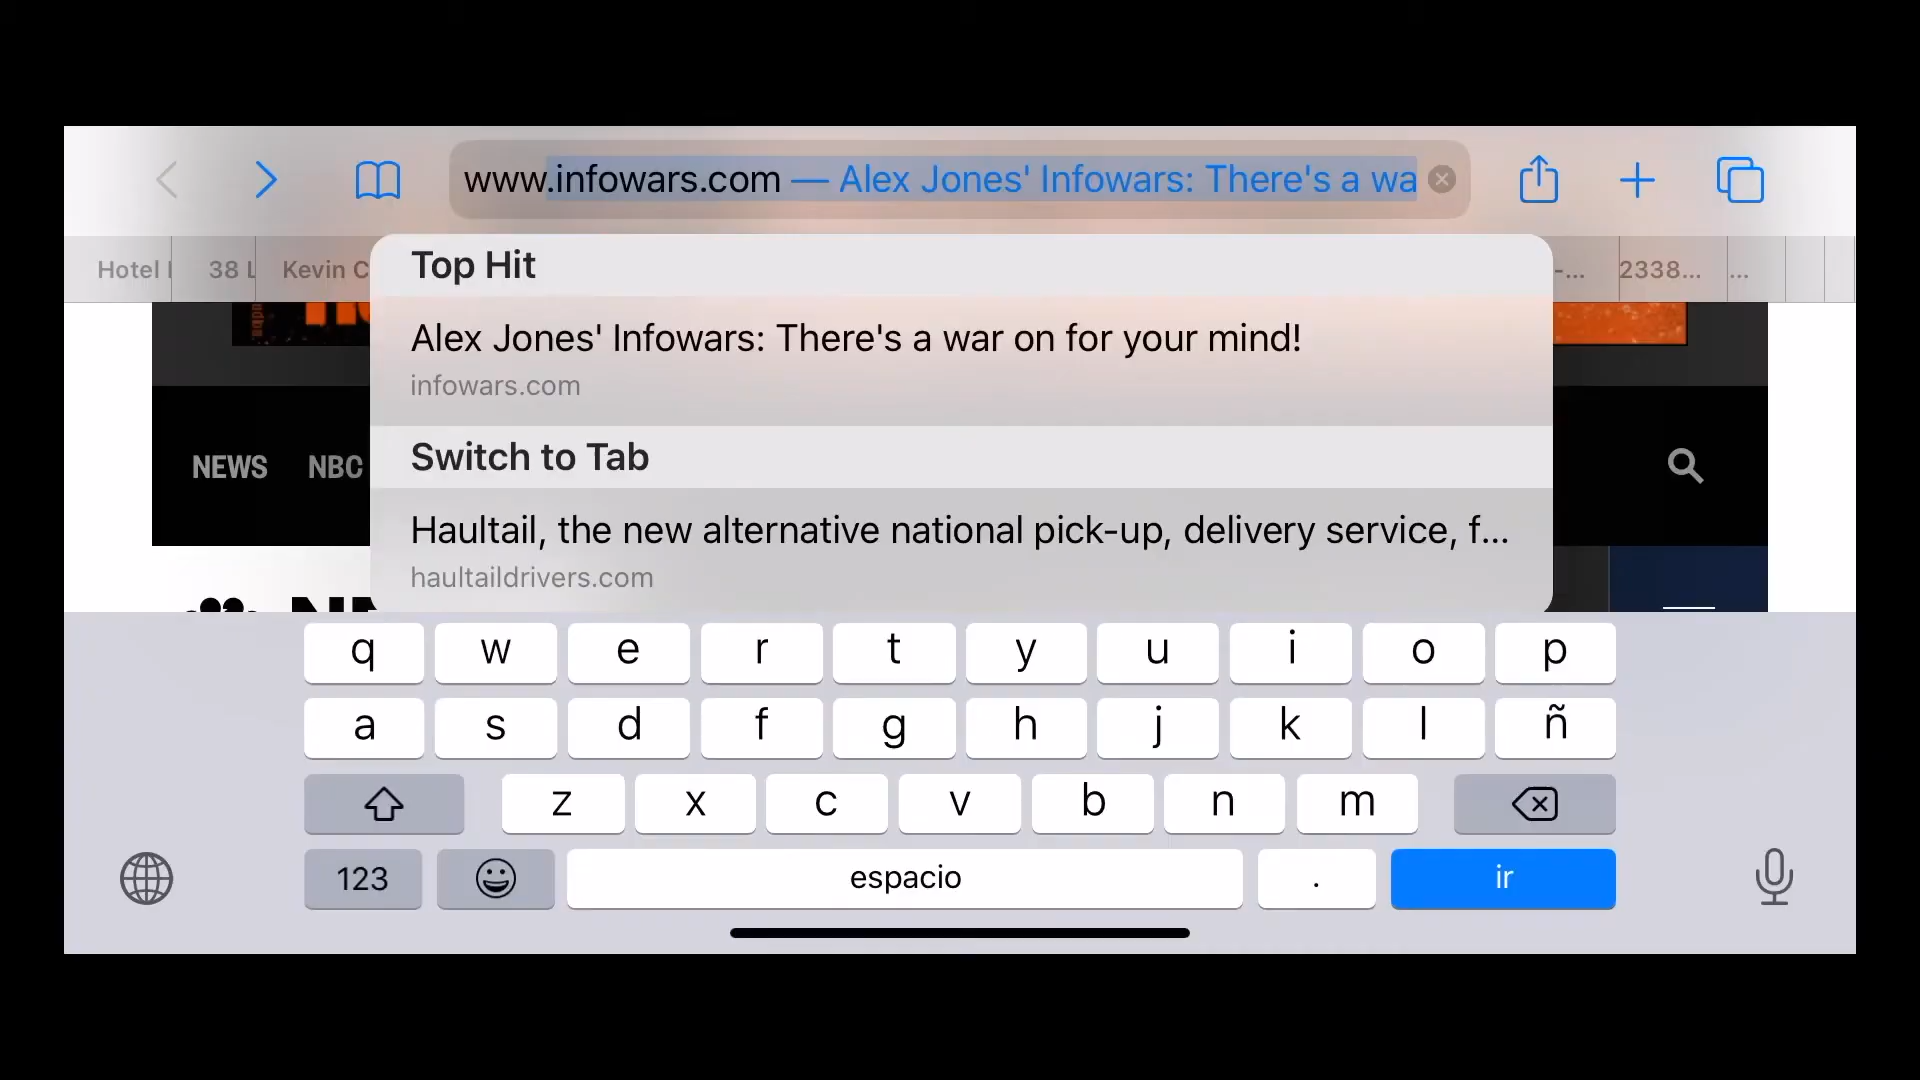 www.infowars.com — Alex Jones' Infowars: There's a wa
Hotel
38
Kevin C
-...
2338...
...
Top Hit
Alex Jones' Infowars: There's a war on for your mind!
infowars.com
Switch to Tab
NEWS NBC
Haultail, the new alternative national pick-up, delivery service, f...
haultaildrivers.com
q w e r t y u i o p
a s d f g h j k l ñ
z x c v b n m
123 espacio . ir